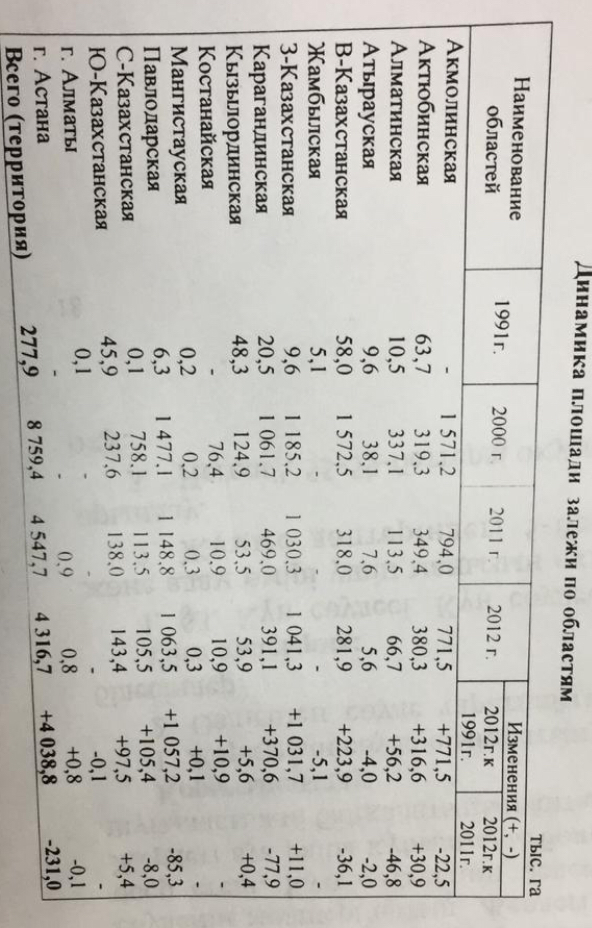 Динамика площади залежи по областям
тыс. га
Наименование областей 1991г. 2000 г. 2011 г 2012 г. Изменения (+, -)
2012г.к 1991г. 2012г.к 2011г.
Акмолинская - 1 571.2 794,0 771,5 +771,5 -22,5
Актюбинская 63,7 319,3 349,4 380,3 +316,6 +30,9
Алматинская 10,5 337,1 113,5 66,7 +56,2 -46,8
Атырауская 9,6 38.1 7,6 5,6 -4,0 -2,0
В-Казахстанская 58,0 1 572,5 318,0 281,9 +223,9 -36,1
Жамбылская 5,1 - - - -5,1 -
З-Казахстанская 9,6 1 185.2 1 030,3 1 041,3 +1 031,7 +11,0
Карагандинская 20,5 1 061.7 469,0 391,1 +370,6 -77,9
Кызылординская 48,3 124,9 53,5 53,9 +5,6 +0,4
Костанайская - 76,4 10,9 10,9 +10,9 -
Мангистауская 0,2 0,2 0,3 0,3 +0,1 -
Павлодарская 6,3 1 477.1 1 148,8 1 063,5 +1 057,2 -85,3
С-Казахстанская 0,1 758.1 113,5 105,5 +105,4 -8,0
Ю-Казахстанская 45,9 237,6 138,0 143,4 +97,5 +5,4
г. Алматы 0,1 - - - -0,1 -
г. Астана - - 0,9 0,8 +0,8 -0,1
Всего (территория) 277,9 8 759,4 4 547,7 4 316,7 +4 038,8 -231,0